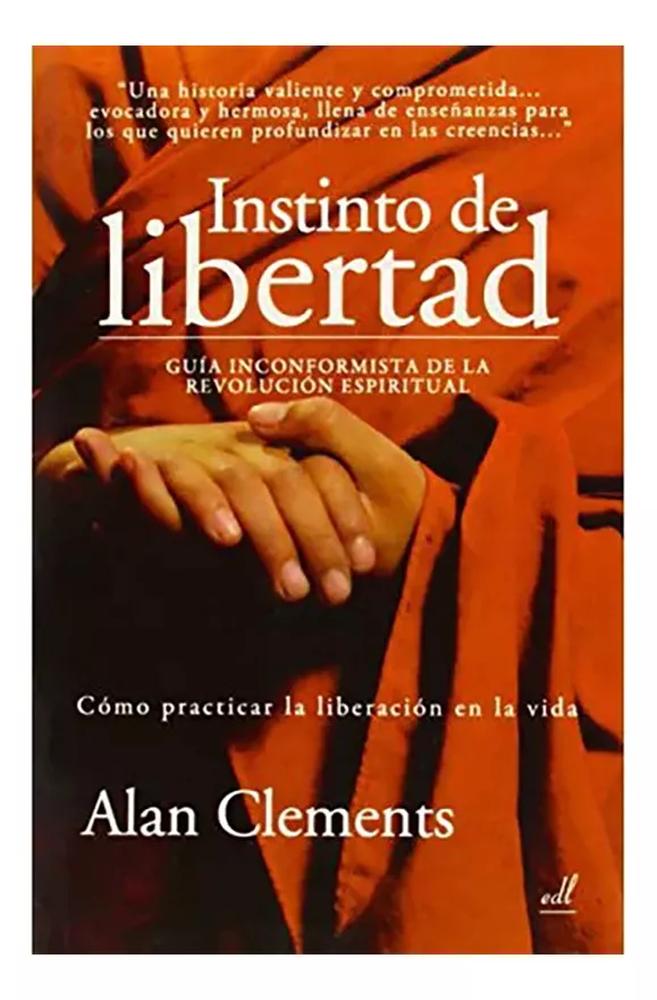 "Una historia valiente y comprometida...
evocadora y hermosa, llena de enseñanzas para
los que quieren profundizar en las creencias..."
Instinto de
libertad
GUÍA INCONFORMISTA DE LA
REVOLUCIÓN ESPIRITUAL
Cómo practicar la liberación en la vida
Alan Clements
edl